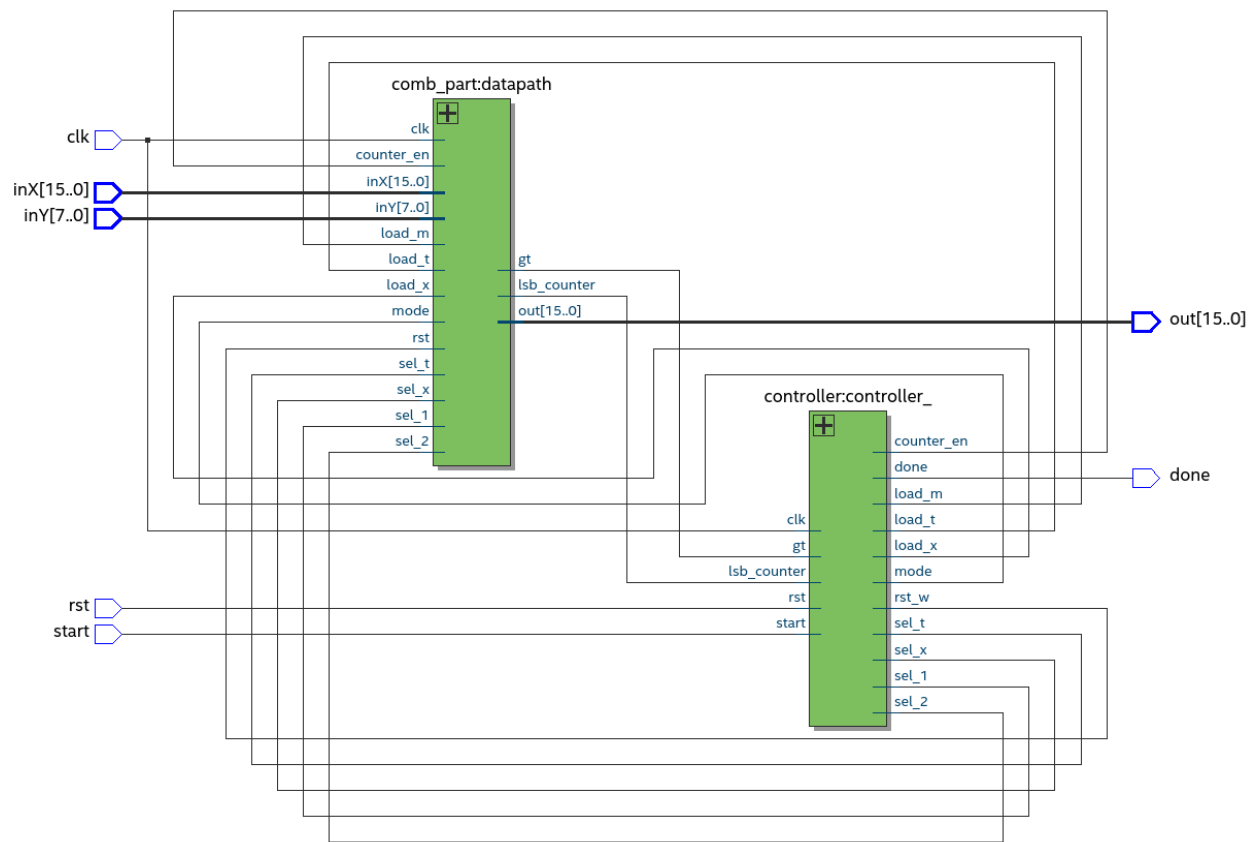 comb_part:datapath
clk
counter_en
inX[15..0]
inY[7..0]
load_m
load_t
load_x
mode
rst
sel_t
sel_x
sel_1
sel_2
gt
lsb_counter
out[15..0]
clk
inX[15..0]
inY[7..0]
rst
start
controller:controller_
clk
gt
lsb_counter
rst
start
counter_en
done
load_m
load_t
load_x
mode
rst_w
sel_t
sel_x
sel_1
sel_2
out[15..0]
done